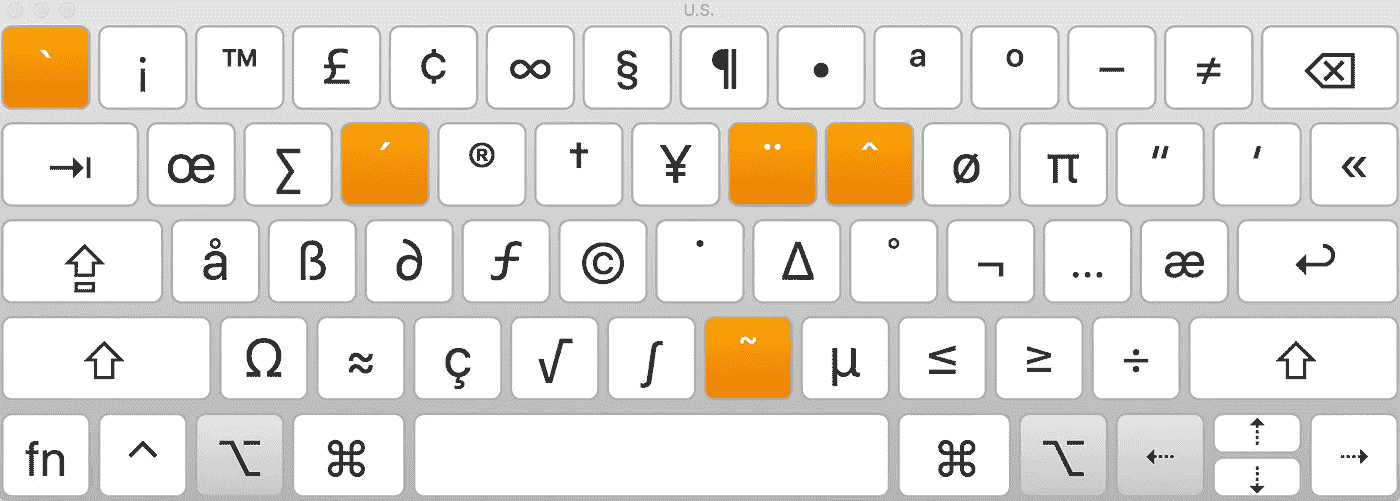 U.S.
` ¡ ™ £ ¢ ∞ § ¶ • ª º – ≠ ⌫
⇥ œ ∑ ´ ® † ¥ ¨ ˆ ø π “ ‘ «
⇪ å ß ∂ ƒ © ˙ ∆ ˚ ¬ … æ ↩
⇧ Ω ≈ ç √ ∫ ˜ µ ≤ ≥ ÷ ⇧
fn ^ ⌥ ⌘ ⌘ ⌥ ⇠ ⇡ ⇣ ⇢